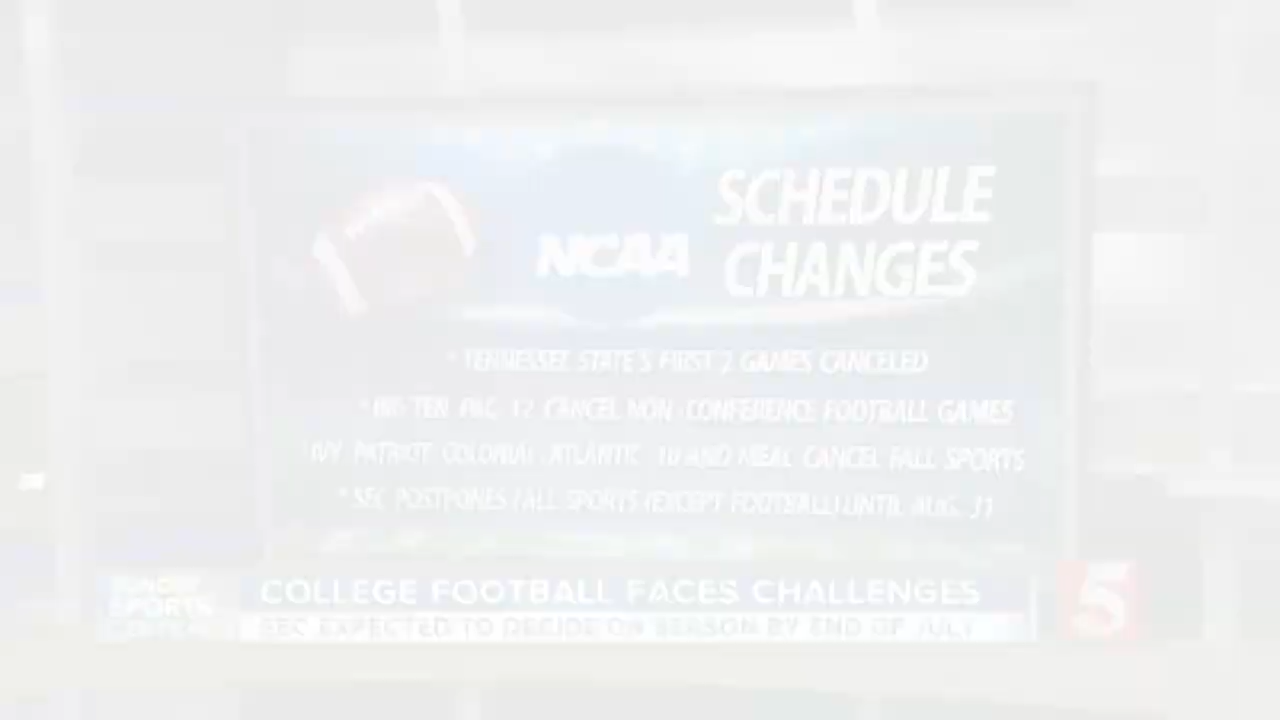 SCHEDULE
CHANGES
NCAA
* TENNESSEE STATE'S FIRST 2 GAMES CANCELED
* BIG TEN, PAC 12 CANCEL NON-CONFERENCE FOOTBALL GAMES
IVY, PATRIOT, COLONIAL, ATLANTIC 10 AND MEAC CANCEL FALL SPORTS
* SEC POSTPONES FALL SPORTS (EXCEPT FOOTBALL) UNTIL AUG. 31
SUNDAY
SPORTS
COLLEGE FOOTBALL FACES CHALLENGES
SEC EXPECTED TO DECIDE ON SEASON BY END OF JULY
5